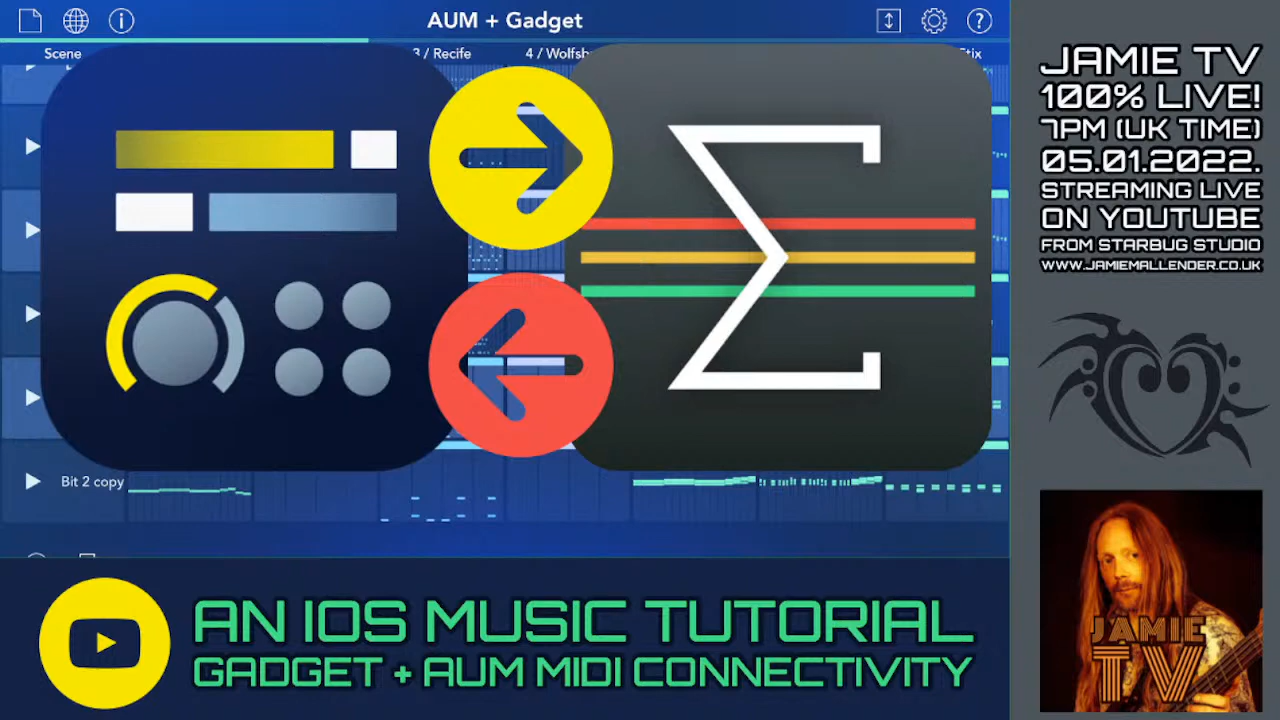 AUM + Gadget
Scene
3 / Recife
4 / Wolfsb
Stix
Bit 2 copy
JAMIE TV
100% LIVE!
7PM (UK TIME)
05.01.2022.
STREAMING LIVE
ON YOUTUBE
FROM STARBUG STUDIO
WWW.JAMIEMALLENDER.CO.UK
JAMIE
TV
AN IOS MUSIC TUTORIAL
GADGET + AUM MIDI CONNECTIVITY